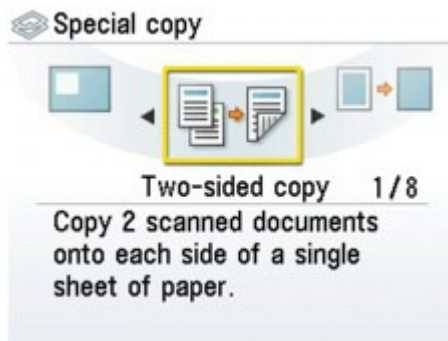 Special copy
Two-sided copy 1/8
Copy 2 scanned documents
onto each side of a single
sheet of paper.